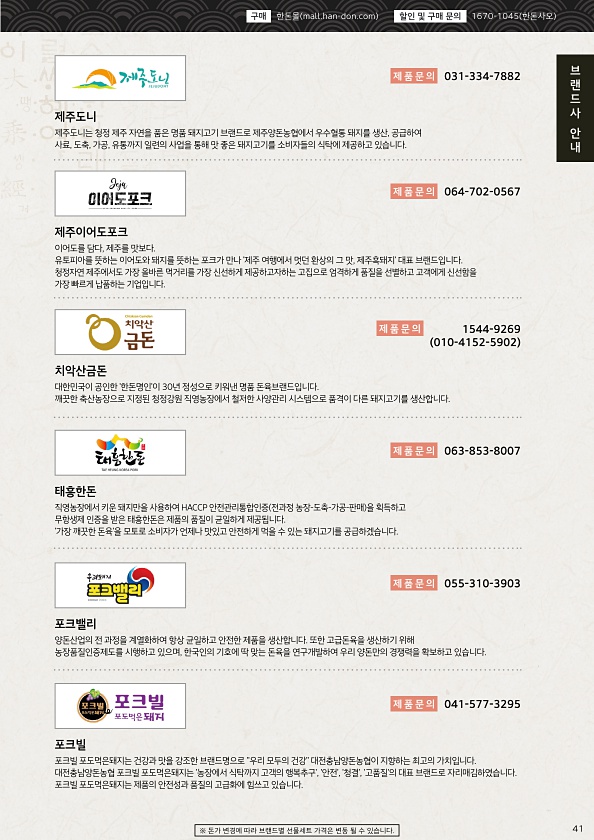 구매 한돈몰(mall.han-don.com) 할인 및 구매 문의 1670-1045(한돈사오)
브랜드사 안내
제주도니
제품문의 031-334-7882
제주도니
제주도니는 청정 제주 자연을 품은 명품 돼지고기 브랜드로 제주양돈농협에서 우수혈통 돼지를 생산, 공급하여
사료, 도축, 가공, 유통까지 일련의 사업을 통해 맛 좋은 돼지고기를 소비자들의 식탁에 제공하고 있습니다.
Jeju
이어도포크
제품문의 064-702-0567
제주이어도포크
이어도를 담다, 제주를 맛보다.
유토피아를 뜻하는 이어도와 돼지를 뜻하는 포크가 만나 '제주 여행에서 멋던 환상의 그 맛, 제주흑돼지' 대표 브랜드입니다.
청정자연 제주에서도 가장 올바른 먹거리를 가장 신선하게 제공하고자하는 고집으로 엄격하게 품질을 선별하고 고객에게 신선함을
가장 빠르게 납품하는 기업입니다.
치악산
금돈
제품문의 1544-9269
(010-4152-5902)
치악산금돈
대한민국이 공인한 '한돈명인'이 30년 정성으로 키워낸 명품 돈육브랜드입니다.
깨끗한 축산농장으로 지정된 청정강원 직영농장에서 철저한 사양관리 시스템으로 품격이 다른 돼지고기를 생산합니다.
태흥한돈
TAE HEUNG KOREA PORK
제품문의 063-853-8007
태흥한돈
직영농장에서 키운 돼지만을 사용하여 HACCP 안전관리통합인증(전과정 농장-도축-가공-판매)을 획득하고
무항생제 인증을 받은 태흥한돈은 제품의 품질이 균일하게 제공됩니다.
'가장 깨끗한 돈육'을 모토로 소비자가 언제나 맛있고 안전하게 먹을 수 있는 돼지고기를 공급하겠습니다.
우리돼지
포크밸리
제품문의 055-310-3903
포크밸리
양돈산업의 전 과정을 계열화하여 항상 균일하고 안전한 제품을 생산합니다. 또한 고급돈육을 생산하기 위해
농장품질인증제도를 시행하고 있으며, 한국인의 기호에 딱 맞는 돈육을 연구개발하여 우리 양돈만의 경쟁력을 확보하고 있습니다.
포크빌
포크빌
포도먹은돼지
제품문의 041-577-3295
포크빌
포크빌 포도먹은돼지는 건강과 맛을 강조한 브랜드명으로 "우리 모두의 건강" 대전충남양돈농협이 지향하는 최고의 가치입니다.
대전충남양돈농협 포크빌 포도먹은돼지는 '농장에서 식탁까지 고객의 행복추구', '안전', '청결', '고품질'의 대표 브랜드로 자리매김하였습니다.
포크빌 포도먹은돼지는 제품의 안전성과 품질의 고급화에 힘쓰고 있습니다.
※ 돈가 변경에 따라 브랜드별 선물세트 가격은 변동 될 수 있습니다.
41